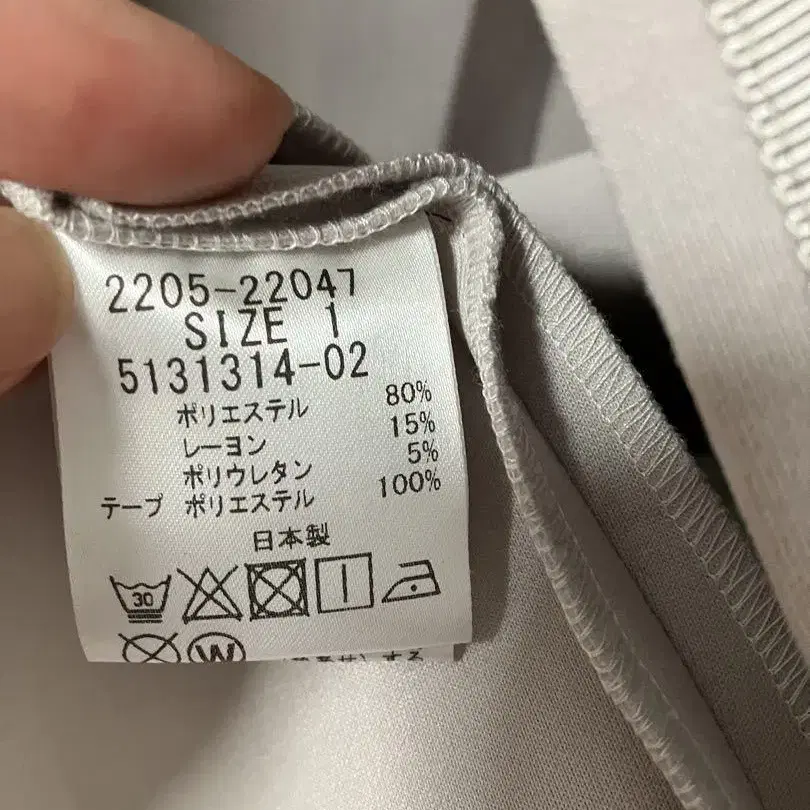 2205-22047
SIZE 1
5131314-02
ポリエステル 80%
レーヨン 15%
ポリウレタン 5%
テープ ポリエステル 100%
日本製
30
W
する